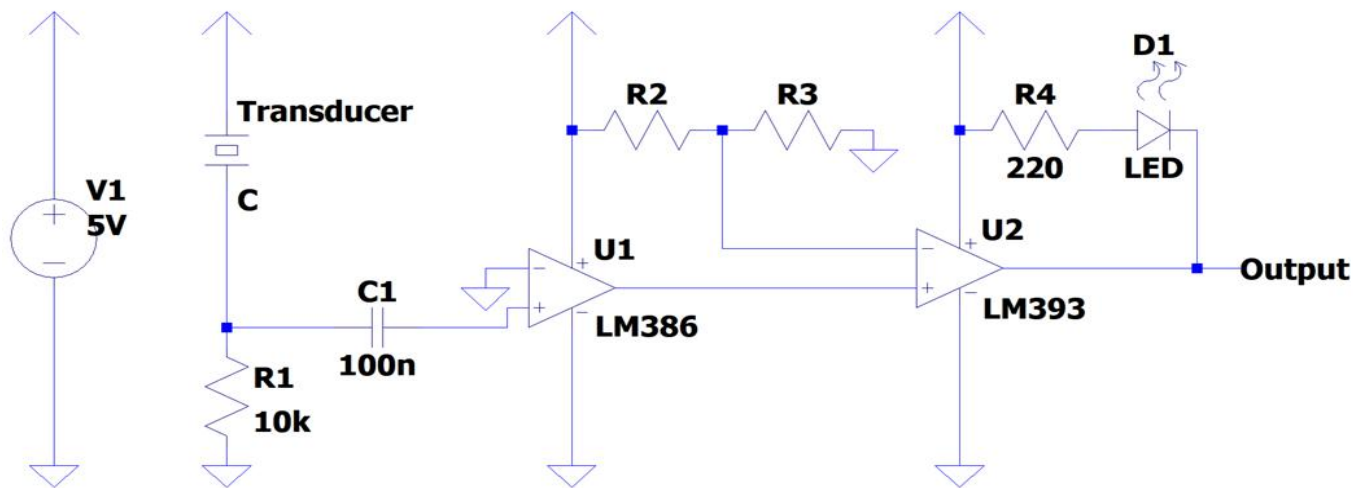 V1
5V
Transducer
C
R1
10k
C1
100n
U1
LM386
R2
R3
U2
LM393
R4
220
D1
LED
Output